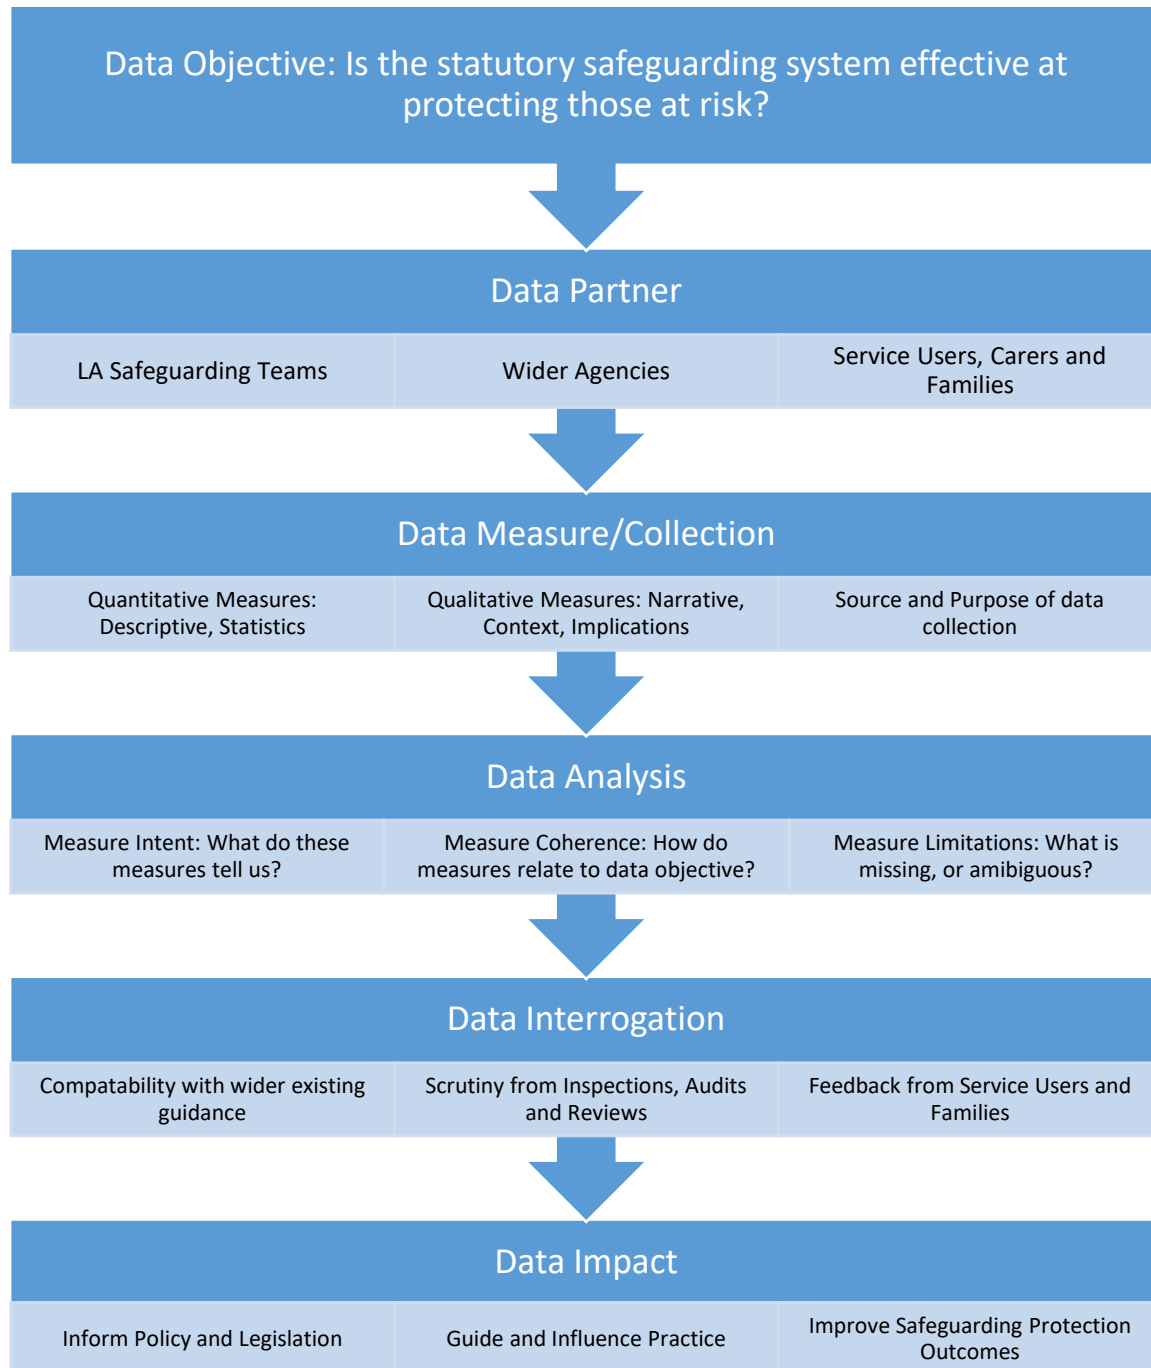 Data Objective: Is the statutory safeguarding system effective at
protecting those at risk?
Data Partner
LA Safeguarding Teams
Wider Agencies
Service Users, Carers and
Families
Data Measure/Collection
Quantitative Measures:
Descriptive, Statistics
Qualitative Measures: Narrative,
Context, Implications
Source and Purpose of data
collection
Data Analysis
Measure Intent: What do these
measures tell us?
Measure Coherence: How do
measures relate to data objective?
Measure Limitations: What is
missing, or amibiguous?
Data Interrogation
Compatability with wider existing
guidance
Scrutiny from Inspections, Audits
and Reviews
Feedback from Service Users and
Families
Data Impact
Inform Policy and Legislation
Guide and Influence Practice
Improve Safeguarding Protection
Outcomes